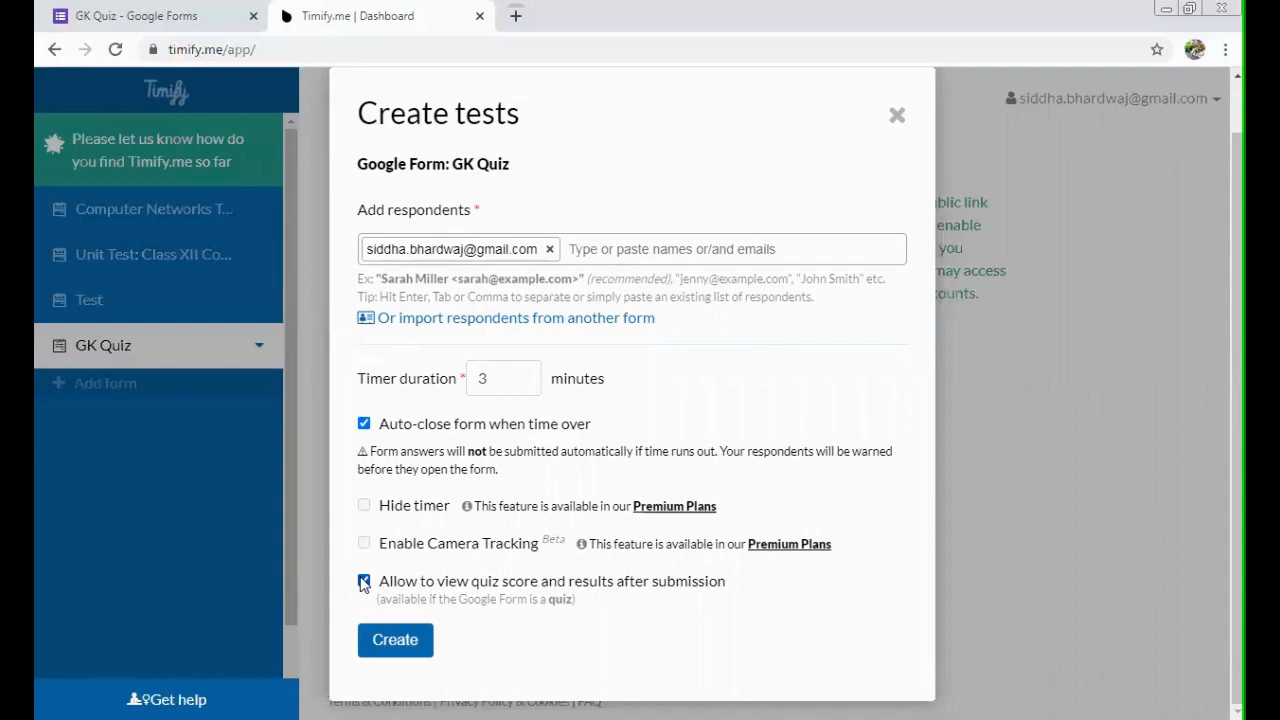 GK Quiz - Google Forms
Timify.me | Dashboard
timify.me/app/
Timify
Please let us know how do
you find Timify.me so far
Computer Networks T...
Unit Test: Class XII Co...
Test
GK Quiz
Add form
Get help
siddha.bhardwaj@gmail.com
Create tests
Google Form: GK Quiz
Add respondents *
siddha.bhardwaj@gmail.com × Type or paste names or/and emails
Ex: "Sarah Miller <sarah@example.com>" (recommended), "jenny@example.com", "John Smith" etc.
Tip: Hit Enter, Tab or Comma to separate or simply paste an existing list of respondents.
Or import respondents from another form
Timer duration * 3 minutes
Auto-close form when time over
⚠ Form answers will not be submitted automatically if time runs out. Your respondents will be warned
before they open the form.
Hide timer This feature is available in our Premium Plans
Enable Camera Tracking Beta This feature is available in our Premium Plans
Allow to view quiz score and results after submission
(available if the Google Form is a quiz)
Create
blic link
enable
you
may access
counts.
Terms & Conditions | Privacy Policy & Cookies | FAQ